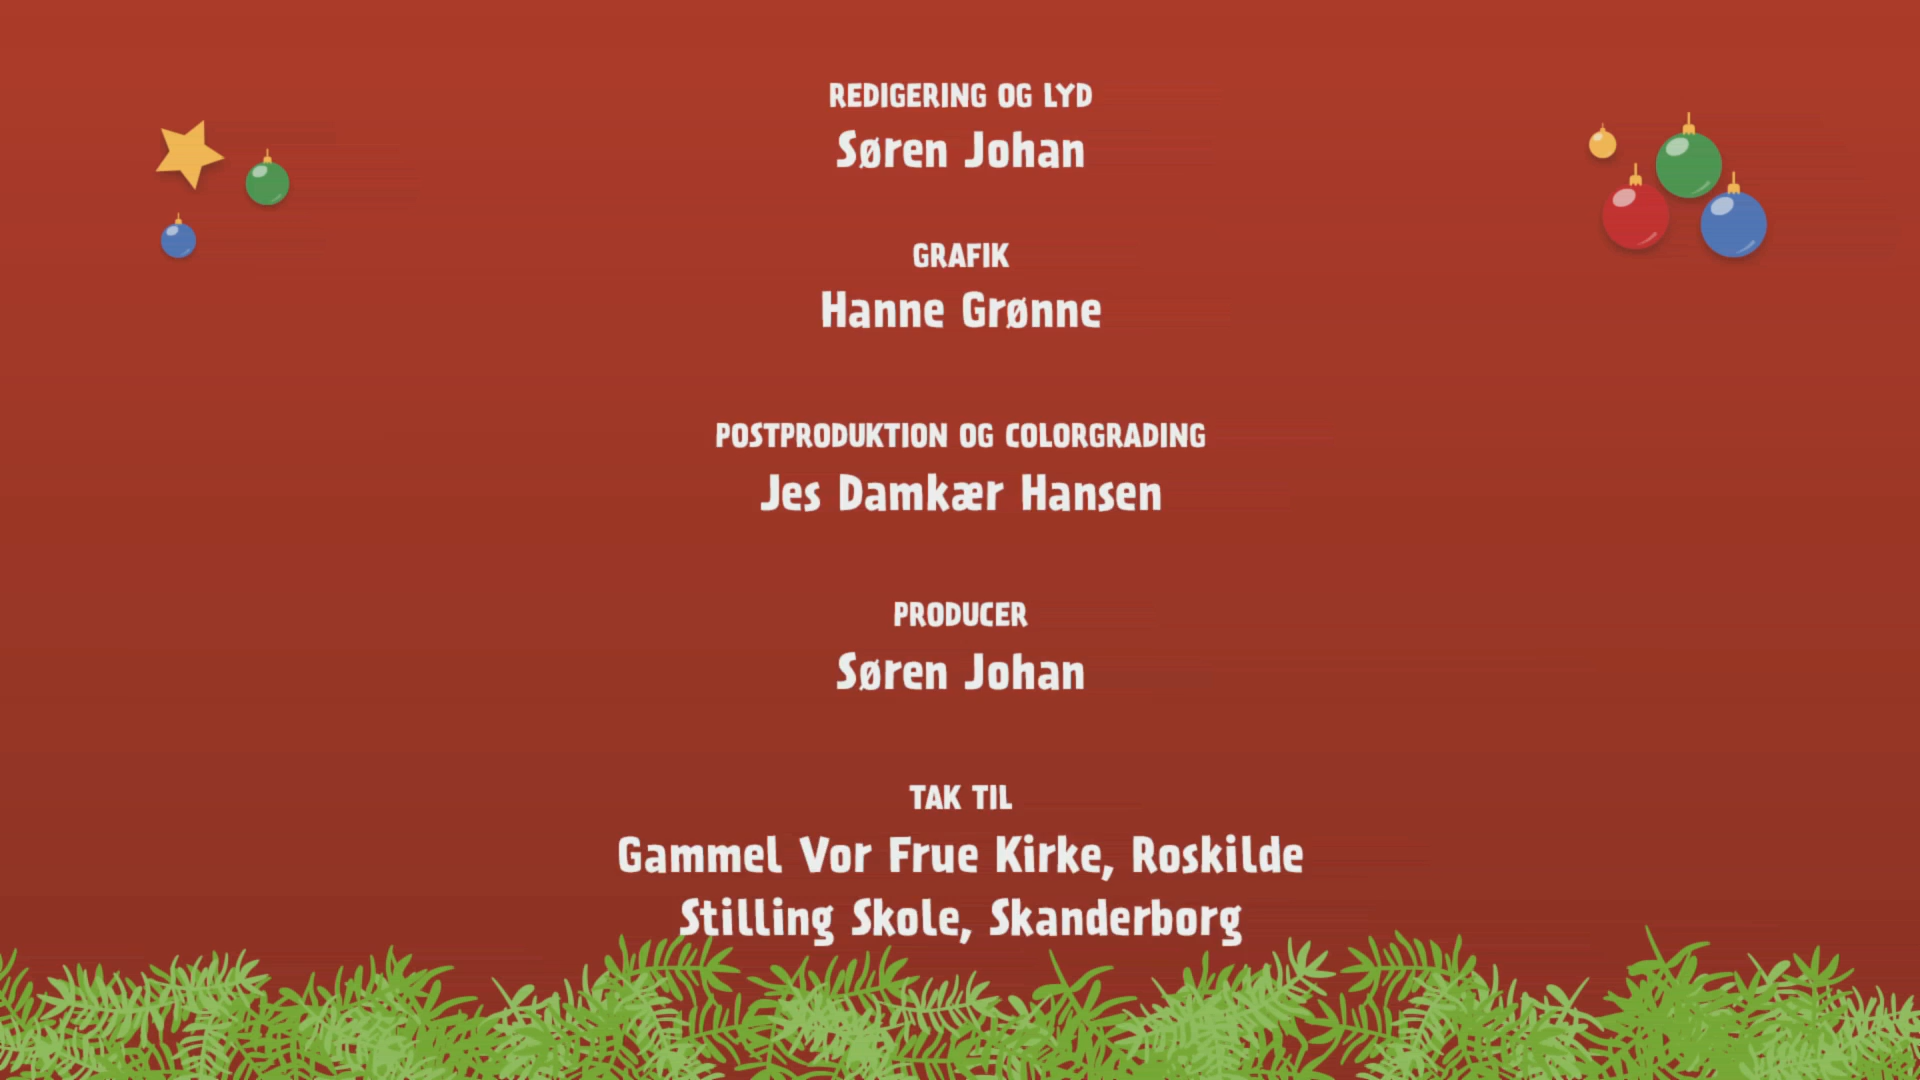 REDIGERING OG LYD
Søren Johan
GRAFIK
Hanne Grønne
POSTPRODUKTION OG COLORGRADING
Jes Damkær Hansen
PRODUCER
Søren Johan
TAK TIL
Gammel Vor Frue Kirke, Roskilde
Stilling Skole, Skanderborg